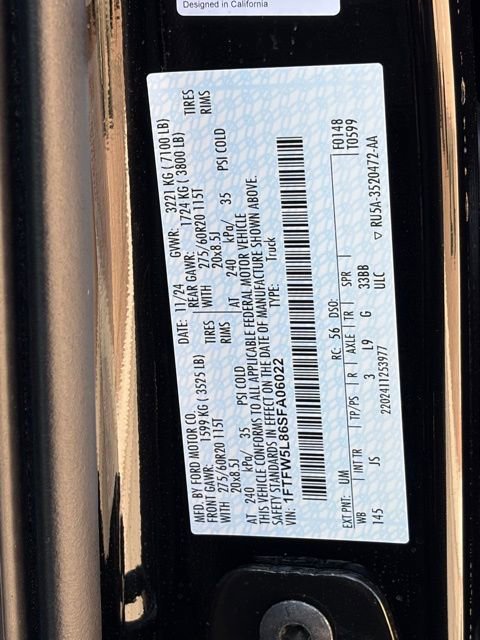 Designed in California
MFD. BY FORD MOTOR CO.
DATE: 11/24 GVWR: 3221 KG ( 7100 LB)
FRONT GAWR: 1599 KG ( 3525 LB) REAR GAWR: 1724 KG ( 3800 LB)
WITH 275/60R20 115T TIRES WITH 275/60R20 115T TIRES
20x8.5J RIMS 20x8.5J RIMS
AT 240 kPa/ 35 PSI COLD AT 240 kPa/ 35 PSI COLD
THIS VEHICLE CONFORMS TO ALL APPLICABLE FEDERAL MOTOR VEHICLE
SAFETY STANDARDS IN EFFECT ON THE DATE OF MANUFACTURE SHOWN ABOVE.
VIN: 1FTFW5L86SFA06022 TYPE: Truck
F0148
T0599
EXT PNT: UM RC: 56 DSO:
WB INT TR TP/PS R AXLE TR SPR
145 JS 3 L9 G 33BB
2202411253977 ULC
▽ RU5A-3520472-AA